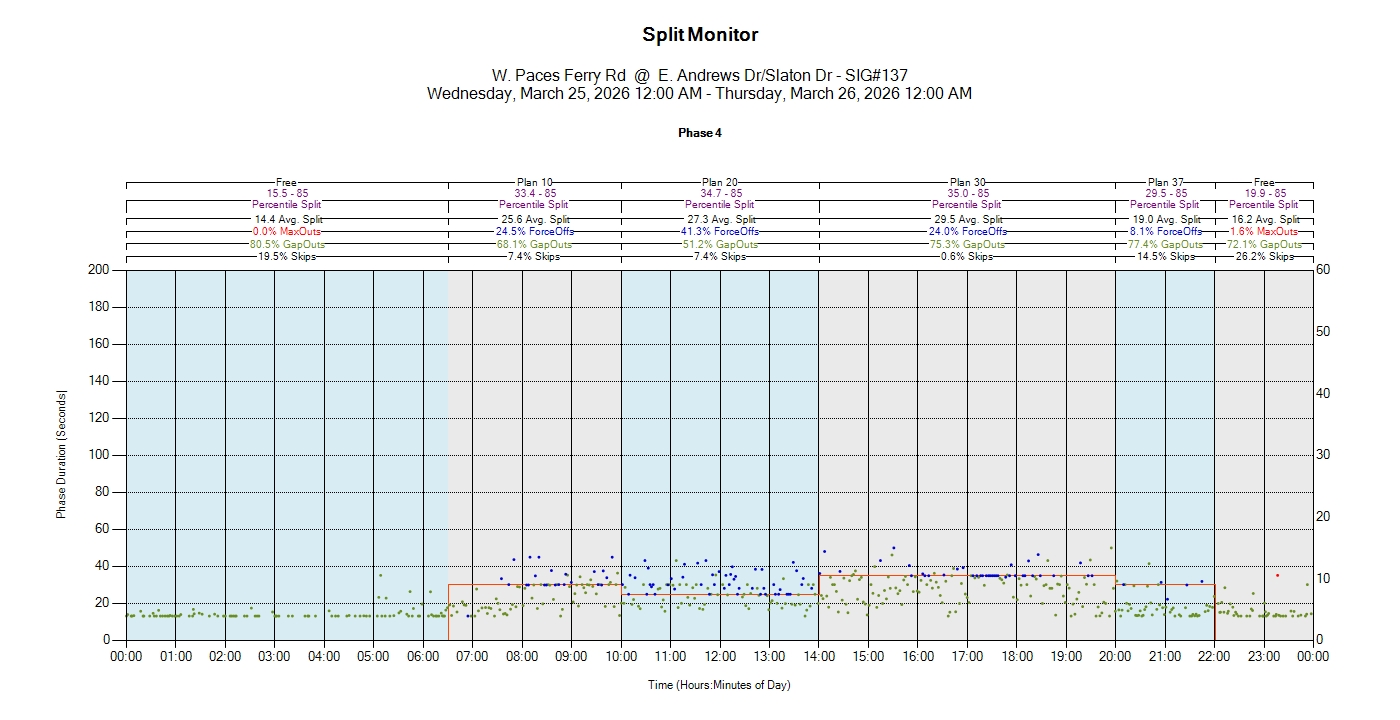 Split Monitor
W. Paces Ferry Rd @ E. Andrews Dr/Slaton Dr - SIG#137
Wednesday, March 25, 2026 12:00 AM - Thursday, March 26, 2026 12:00 AM
Phase 4
Free Plan 10 Plan 20 Plan 30 Plan 37 Free
15.5 - 85 33.4 - 85 34.7 - 85 35.0 - 85 29.5 - 85 19.9 - 85
Percentile Split Percentile Split Percentile Split Percentile Split Percentile Split Percentile Split
14.4 Avg. Split 25.6 Avg. Split 27.3 Avg. Split 29.5 Avg. Split 19.0 Avg. Split 16.2 Avg. Split
0.0% MaxOuts 24.5% ForceOffs 41.3% ForceOffs 24.0% ForceOffs 8.1% ForceOffs 1.6% MaxOuts
80.5% GapOuts 68.1% GapOuts 51.2% GapOuts 75.3% GapOuts 77.4% GapOuts 72.1% GapOuts
19.5% Skips 7.4% Skips 7.4% Skips 0.6% Skips 14.5% Skips 26.2% Skips
200 60
180
160 50
140
120 40
100 30
80
60 20
40
20 10
0 0
Phase Duration (Seconds)
00:00 01:00 02:00 03:00 04:00 05:00 06:00 07:00 08:00 09:00 10:00 11:00 12:00 13:00 14:00 15:00 16:00 17:00 18:00 19:00 20:00 21:00 22:00 23:00 00:00
Time (Hours:Minutes of Day)